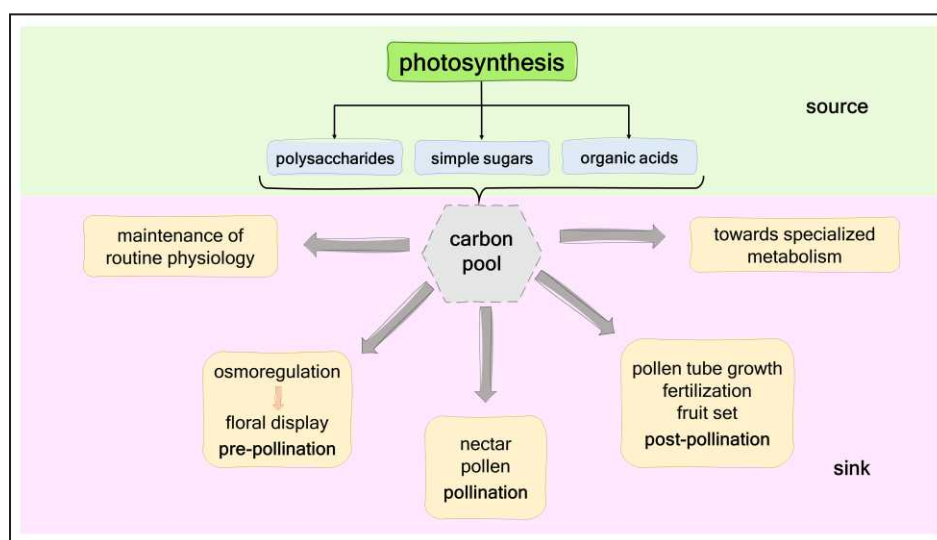 photosynthesis
source
polysaccharides
simple sugars
organic acids
carbon
pool
maintenance of
routine physiology
towards specialized
metabolism
osmoregulation
floral display
pre-pollination
nectar
pollen
pollination
pollen tube growth
fertilization
fruit set
post-pollination
sink